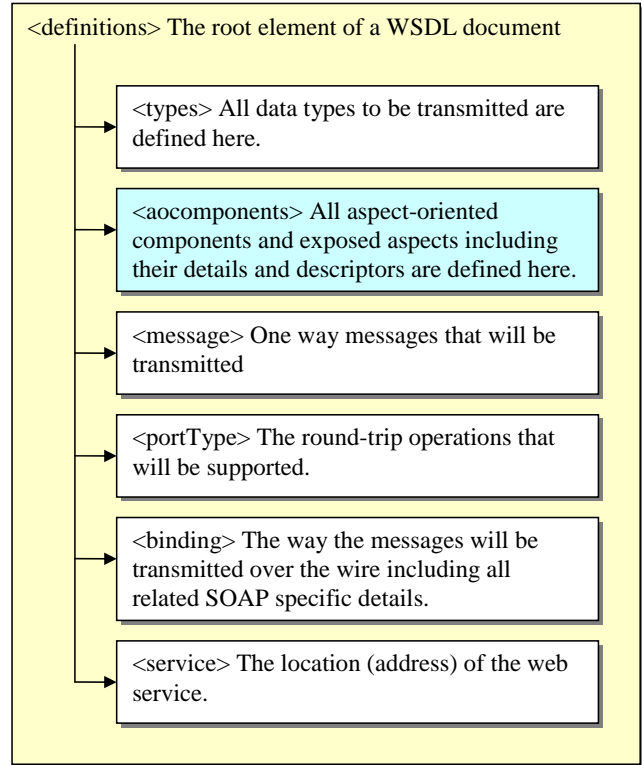 <definitions> The root element of a WSDL document
<types> All data types to be transmitted are
defined here.
<aocomponents> All aspect-oriented
components and exposed aspects including
their details and descriptors are defined here.
<message> One way messages that will be
transmitted
<portType> The round-trip operations that
will be supported.
<binding> The way the messages will be
transmitted over the wire including all
related SOAP specific details.
<service> The location (address) of the web
service.